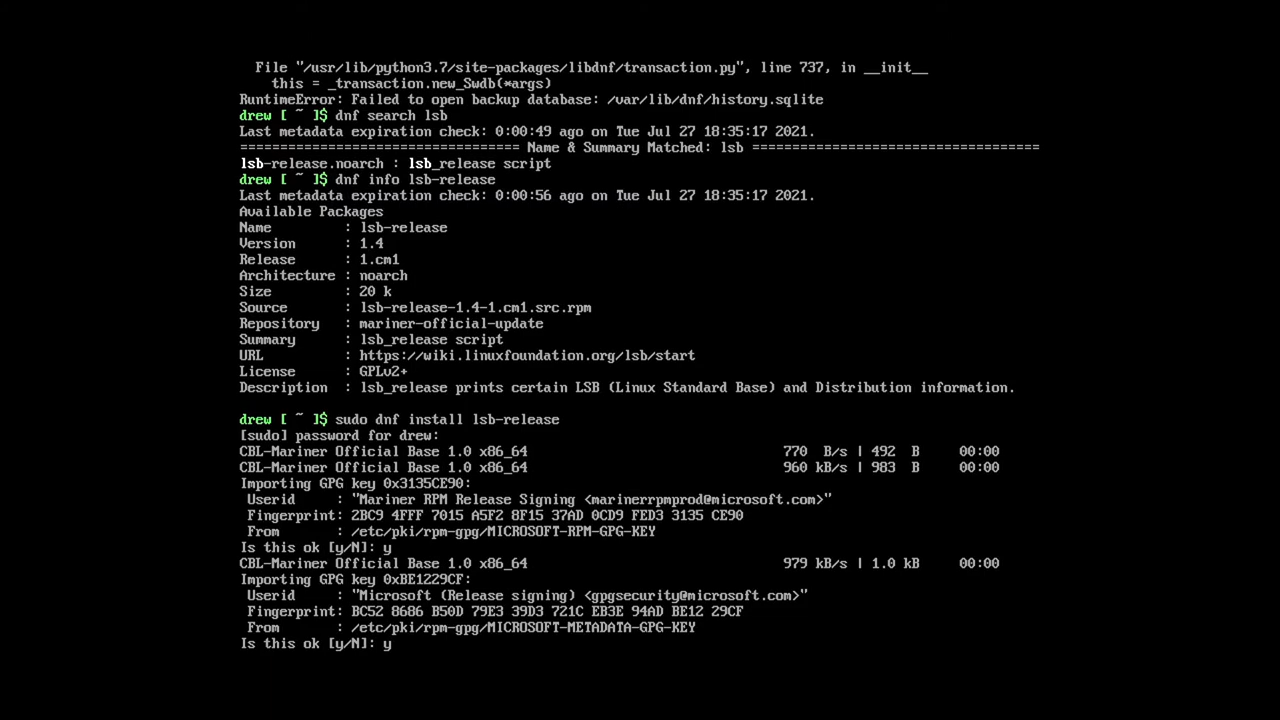 File "/usr/lib/python3.7/site-packages/libdnf/transaction.py", line 737, in __init__
this = _transaction.new_Swdb(*args)
RuntimeError: Failed to open backup database: /var/lib/dnf/history.sqlite
drew [ ~ ]$ dnf search lsb
Last metadata expiration check: 0:00:49 ago on Tue Jul 27 18:35:17 2021.
=================================== Name & Summary Matched: lsb ====================================
lsb-release.noarch : lsb_release script
drew [ ~ ]$ dnf info lsb-release
Last metadata expiration check: 0:00:56 ago on Tue Jul 27 18:35:17 2021.
Available Packages
Name         : lsb-release
Version      : 1.4
Release      : 1.cm1
Architecture : noarch
Size         : 20 k
Source       : lsb-release-1.4-1.cm1.src.rpm
Repository   : mariner-official-update
Summary      : lsb_release script
URL          : https://wiki.linuxfoundation.org/lsb/start
License      : GPLv2+
Description  : lsb_release prints certain LSB (Linux Standard Base) and Distribution information.
drew [ ~ ]$ sudo dnf install lsb-release
[sudo] password for drew:
CBL-Mariner Official Base 1.0 x86_64                                770  B/s | 492  B     00:00
CBL-Mariner Official Base 1.0 x86_64                                960 kB/s | 983  B     00:00
Importing GPG key 0x3135CE90:
Userid     : "Mariner RPM Release Signing <marinerrpmprod@microsoft.com>"
Fingerprint: 2BC9 4FFF 7015 A5F2 8F15 37AD 0CD9 FED3 3135 CE90
From       : /etc/pki/rpm-gpg/MICROSOFT-RPM-GPG-KEY
Is this ok [y/N]: y
CBL-Mariner Official Base 1.0 x86_64                                979 kB/s | 1.0 kB     00:00
Importing GPG key 0xBE1229CF:
Userid     : "Microsoft (Release signing) <gpgsecurity@microsoft.com>"
Fingerprint: BC52 8686 B50D 79E3 39D3 721C EB3E 94AD BE12 29CF
From       : /etc/pki/rpm-gpg/MICROSOFT-METADATA-GPG-KEY
Is this ok [y/N]: y